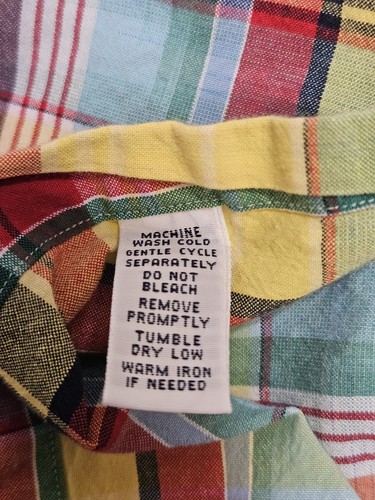 MACHINE
WASH COLD
GENTLE CYCLE
SEPARATELY
DO NOT
BLEACH
REMOVE
PROMPTLY
TUMBLE
DRY LOW
WARM IRON
IF NEEDED